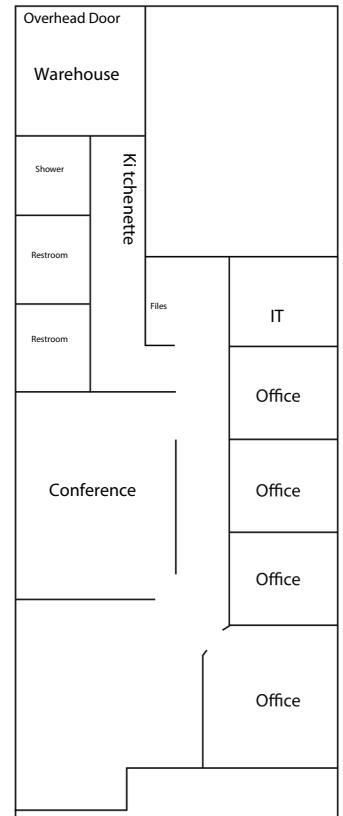 Overhead Door
Warehouse
Shower
Ki tchenette
Restroom
Files
IT
Restroom
Office
Conference
Office
Office
Office